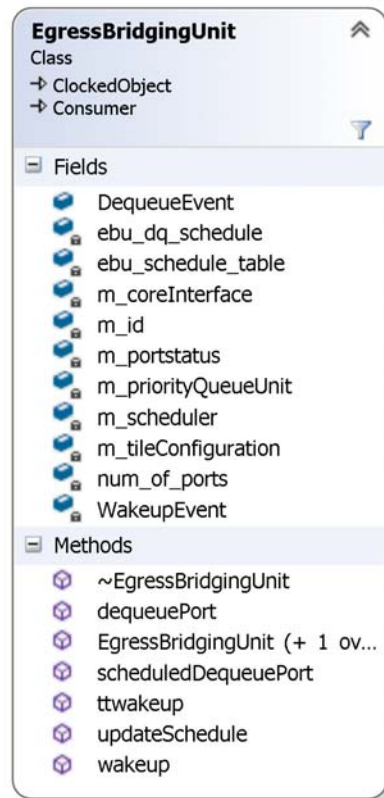 EgressBridgingUnit
Class
ClockedObject
Consumer
Fields
DequeueEvent
ebu_dq_schedule
ebu_schedule_table
m_coreInterface
m_id
m_portstatus
m_priorityQueueUnit
m_scheduler
m_tileConfiguration
num_of_ports
WakeupEvent
Methods
~EgressBridgingUnit
dequeuePort
EgressBridgingUnit (+ 1 ov...
scheduledDequeuePort
ttwakeup
updateSchedule
wakeup